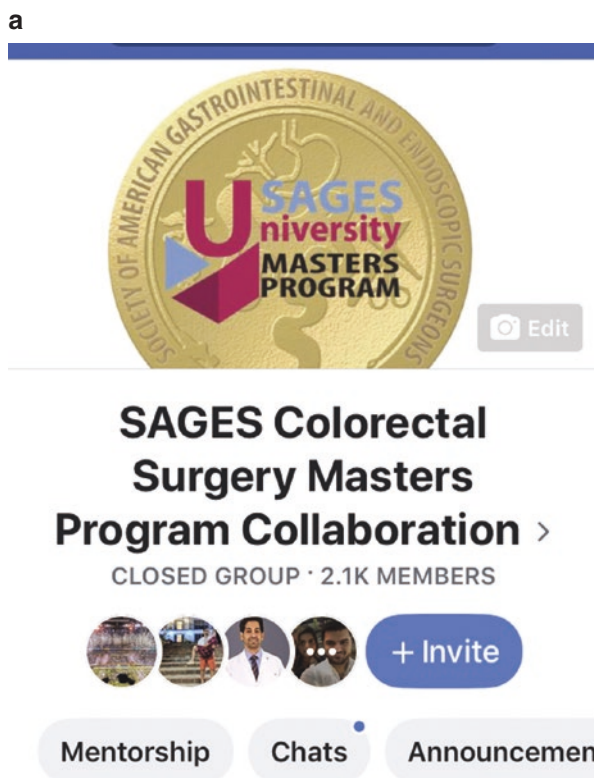 a
SOCIETY OF AMERICAN GASTROINTESTINAL AND ENDOSCOPIC SURGEONS
SAGES
University
MASTERS
PROGRAM
Edit
SAGES Colorectal
Surgery Masters
Program Collaboration >
CLOSED GROUP · 2.1K MEMBERS
+ Invite
Mentorship
Chats
Announcemen